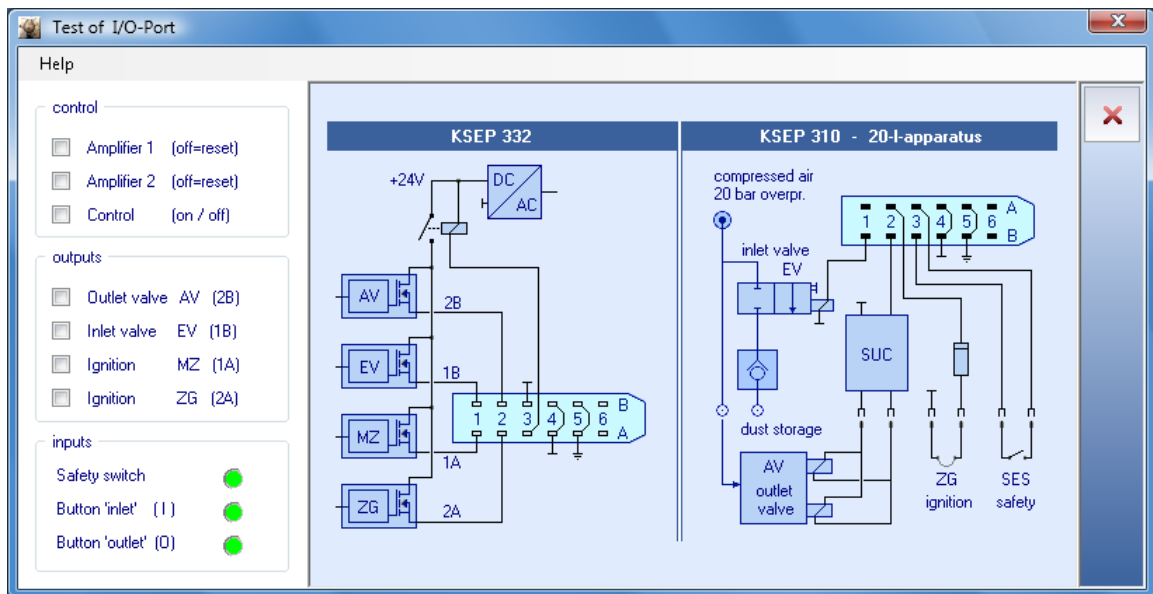 Test of I/O-Port
Help
control
Amplifier 1 (off=reset)
Amplifier 2 (off=reset)
Control (on / off)
outputs
Outlet valve AV (2B)
Inlet valve EV (1B)
Ignition MZ (1A)
Ignition ZG (2A)
inputs
Safety switch
Button 'inlet' ( I )
Button 'outlet' (O)
KSEP 332
+24V
DC
AC
AV
2B
EV
1B
1 2 3 4 5 6
B
A
MZ
1A
ZG
2A
KSEP 310 - 20-l-apparatus
compressed air
20 bar overpr.
1 2 3 4 5 6
A
B
inlet valve
EV
SUC
dust storage
AV
outlet
valve
ZG
ignition
SES
safety